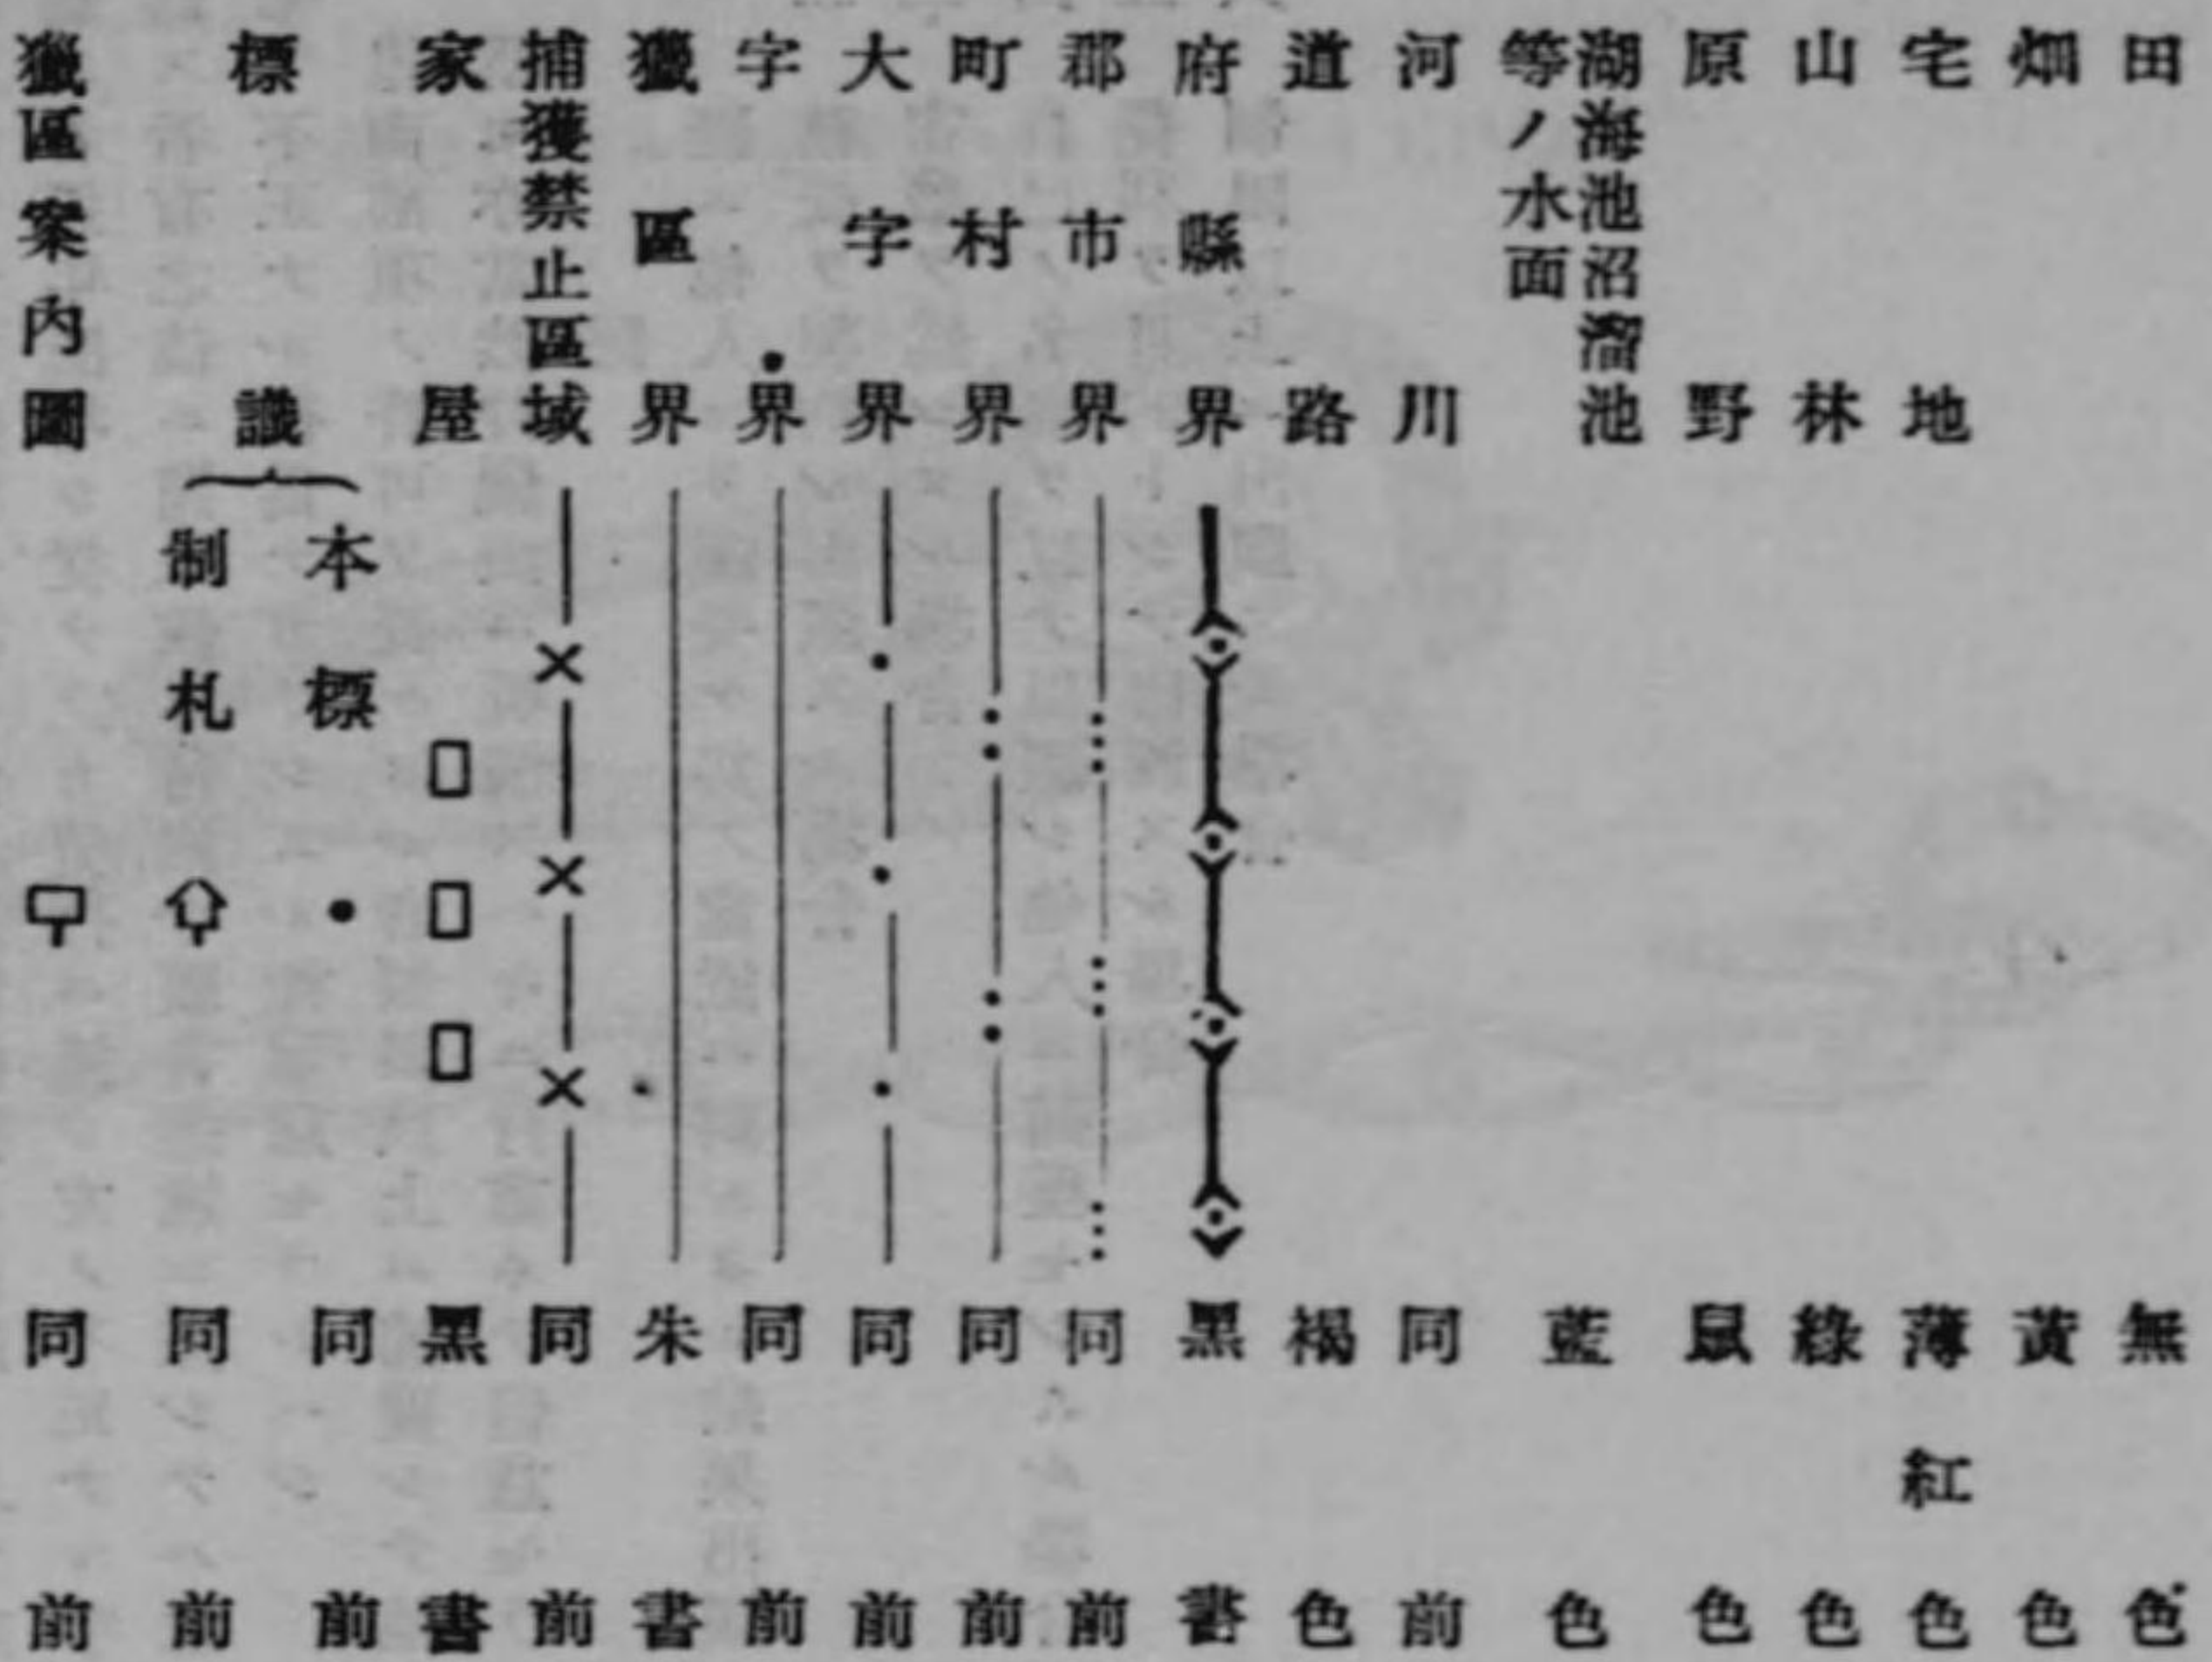 田 無色
畑 黃色
宅地 薄紅色
山林 綠色
原野 鼠色
湖海池沼溜池
等ノ水面 藍色
河川 同前
道路 褐色
府縣界 黑書
郡市界 同前
町村界 同前
大字界 同前
字界 同前
獵區界 朱書
捕獲禁止區域 同前
家屋 黑書
標識 本標 同前
制札 同前
獵區案內圖 同前